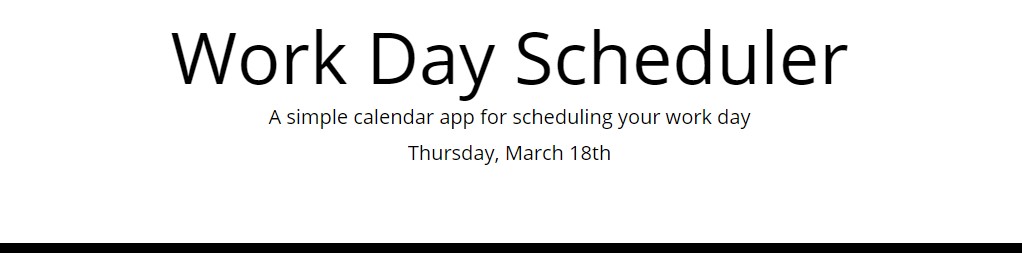 Work Day Scheduler
A simple calendar app for scheduling your work day
Thursday, March 18th